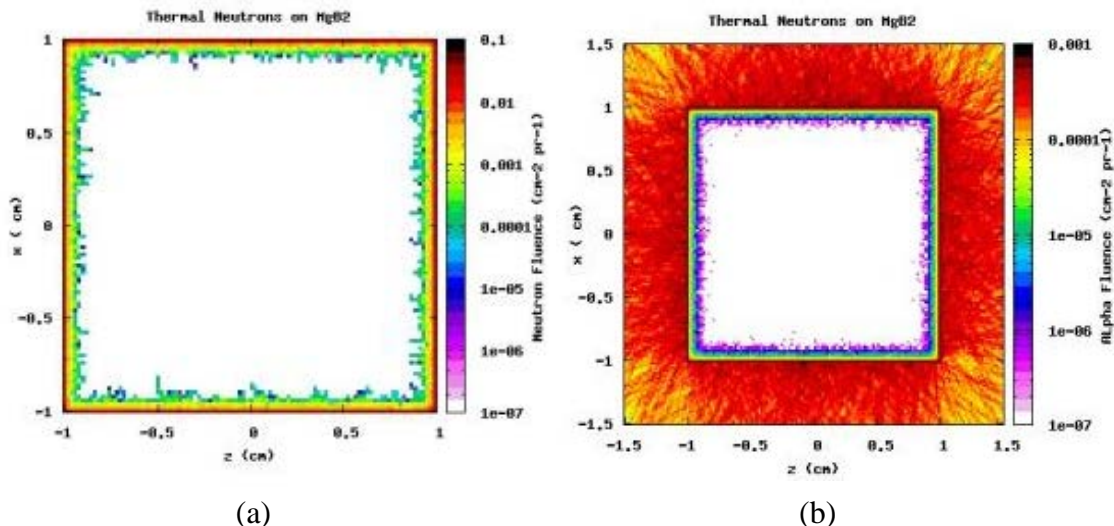 Thermal Neutrons on MgB2
1
0.5
0
-0.5
-1
-1
-0.5
0
0.5
1
x ( cm)
z (cm)
0.1
0.01
0.001
0.0001
1e-05
1e-06
1e-07
Neutron Fluence (cm-2 pr-1)
(a)
Thermal Neutrons on MgB2
1.5
1
0.5
0
-0.5
-1
-1.5
-1.5
-1
-0.5
0
0.5
1
1.5
x ( cm)
z (cm)
0.001
0.0001
1e-05
1e-06
1e-07
ALpha Fluence (cm-2 pr-1)
(b)